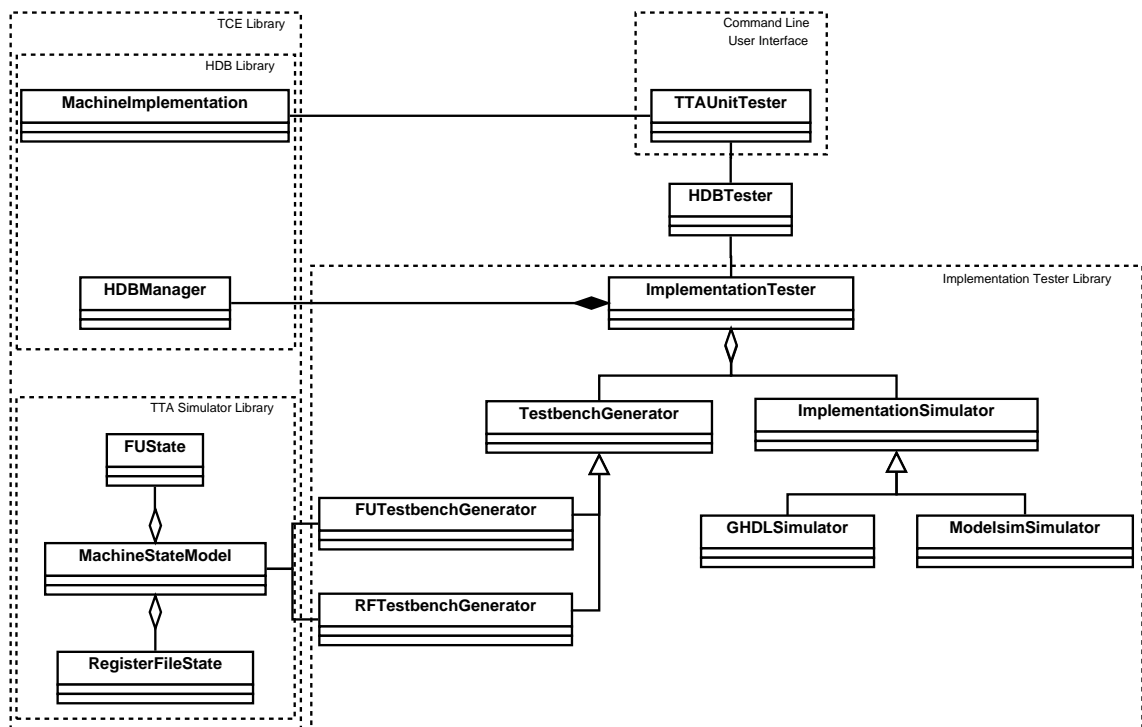 TCE Library
HDB Library
MachineImplementation
Command Line
User Interface
TTAUnitTester
HDBTester
HDBManager
Implementation Tester Library
ImplementationTester
TTA Simulator Library
TestbenchGenerator
ImplementationSimulator
FUState
FUTestbenchGenerator
GHDLSimulator
ModelsimSimulator
MachineStateModel
RFTestbenchGenerator
RegisterFileState